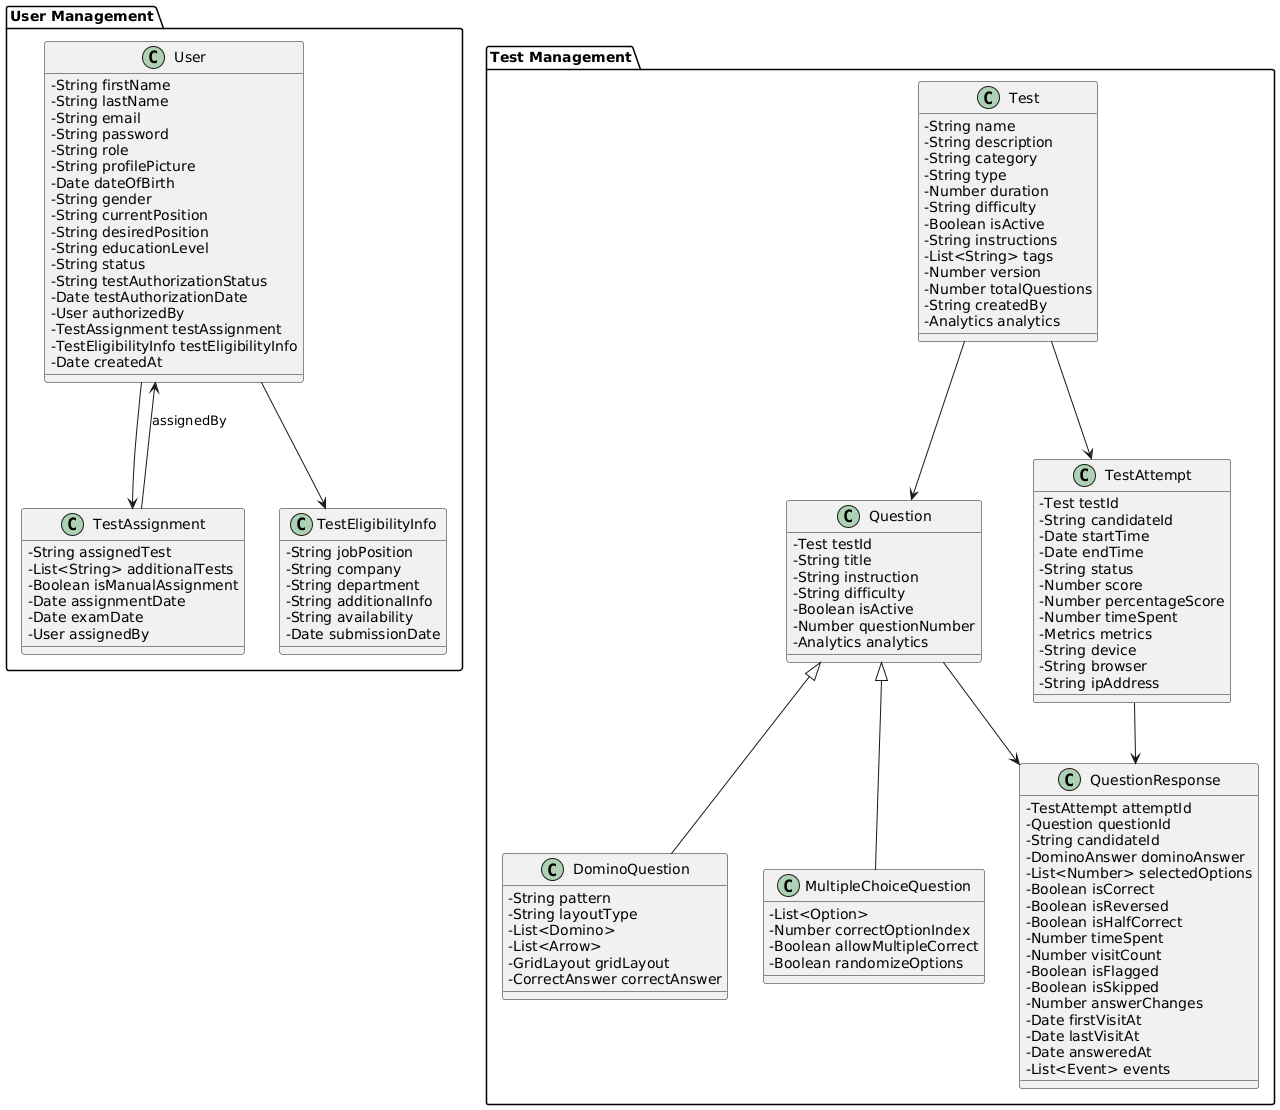 User Management
C User
-String firstName
-String lastName
-String email
-String password
-String role
-String profilePicture
-Date dateOfBirth
-String gender
-String currentPosition
-String desiredPosition
-String educationLevel
-String status
-String testAuthorizationStatus
-Date testAuthorizationDate
-User authorizedBy
-TestAssignment testAssignment
-TestEligibilityInfo testEligibilityInfo
-Date createdAt
assignedBy
C TestAssignment
-String assignedTest
-List<String> additionalTests
-Boolean isManualAssignment
-Date assignmentDate
-Date examDate
-User assignedBy
C TestEligibilityInfo
-String jobPosition
-String company
-String department
-String additionalInfo
-String availability
-Date submissionDate
Test Management
C Test
-String name
-String description
-String category
-String type
-Number duration
-String difficulty
-Boolean isActive
-String instructions
-List<String> tags
-Number version
-Number totalQuestions
-String createdBy
-Analytics analytics
C Question
-Test testId
-String title
-String instruction
-String difficulty
-Boolean isActive
-Number questionNumber
-Analytics analytics
C TestAttempt
-Test testId
-String candidateId
-Date startTime
-Date endTime
-String status
-Number score
-Number percentageScore
-Number timeSpent
-Metrics metrics
-String device
-String browser
-String ipAddress
C DominoQuestion
-String pattern
-String layoutType
-List<Domino>
-List<Arrow>
-GridLayout gridLayout
-CorrectAnswer correctAnswer
C MultipleChoiceQuestion
-List<Option>
-Number correctOptionIndex
-Boolean allowMultipleCorrect
-Boolean randomizeOptions
C QuestionResponse
-TestAttempt attemptId
-Question questionId
-String candidateId
-DominoAnswer dominoAnswer
-List<Number> selectedOptions
-Boolean isCorrect
-Boolean isReversed
-Boolean isHalfCorrect
-Number timeSpent
-Number visitCount
-Boolean isFlagged
-Boolean isSkipped
-Number answerChanges
-Date firstVisitAt
-Date lastVisitAt
-Date answeredAt
-List<Event> events